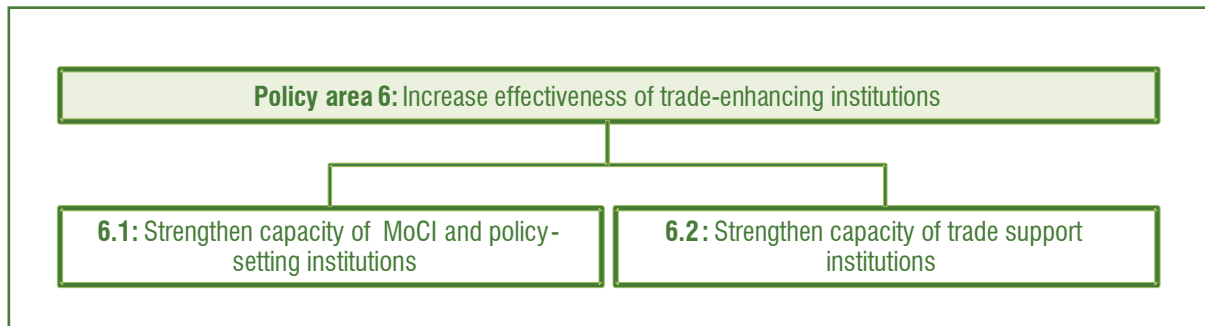 Policy area 6: Increase effectiveness of trade-enhancing institutions
6.1: Strengthen capacity of MoCI and policy-
setting institutions
6.2: Strengthen capacity of trade support
institutions